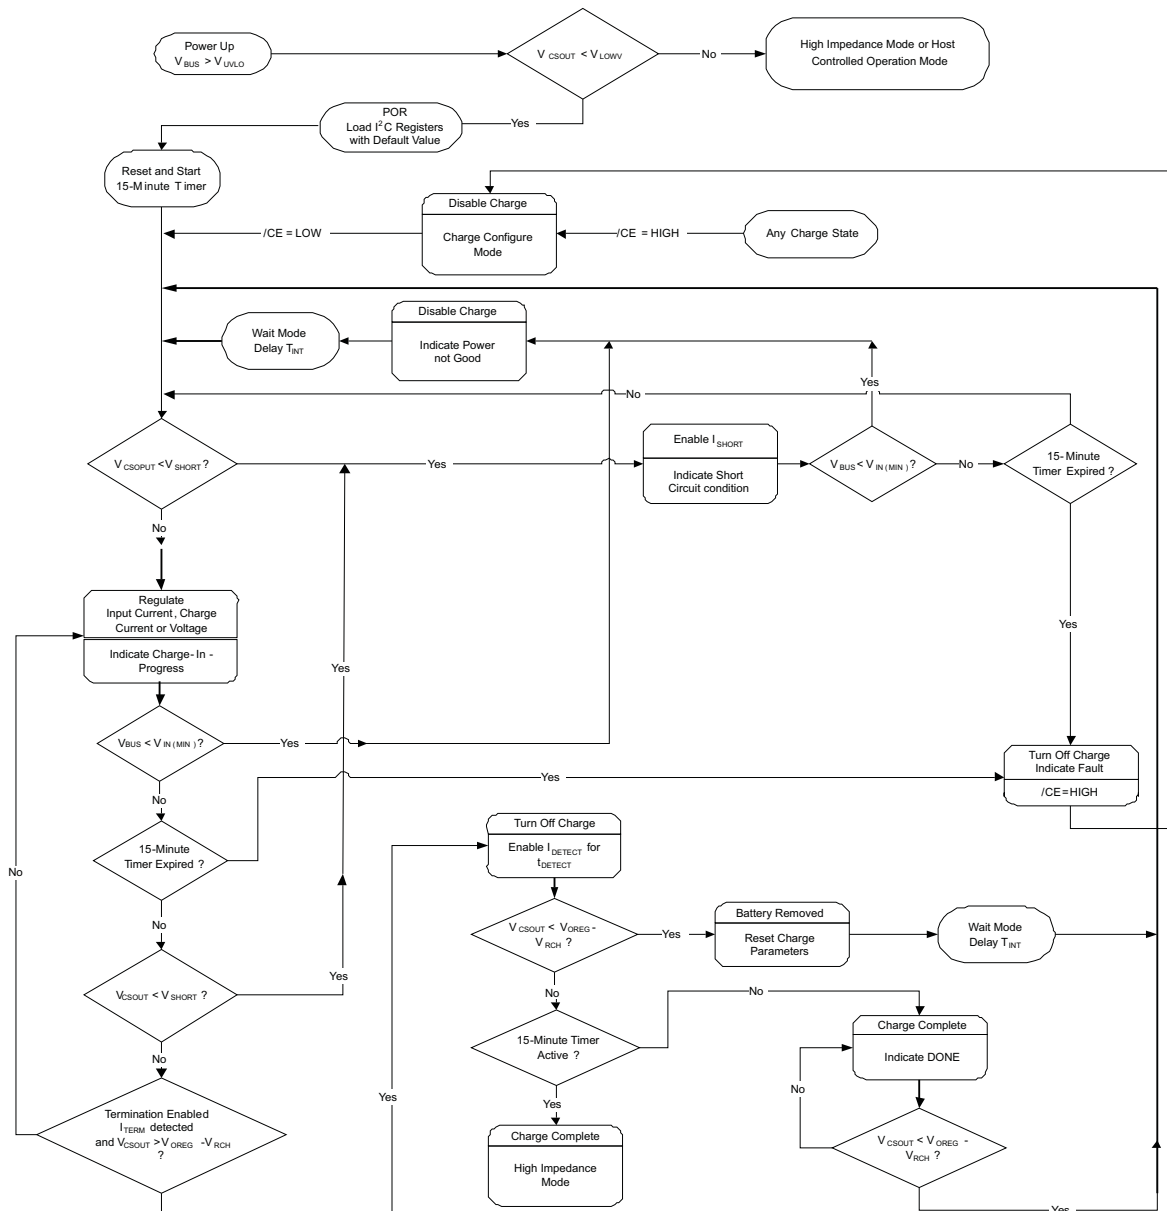 Power Up
V BUS > V UVLO
V CSOUT < V LOWV
No
High Impedance Mode or Host
Controlled Operation Mode
Yes
POR
Load I2C Registers
with Default Value
Reset and Start
15-Minute Timer
Disable Charge
Charge Configure
Mode
/CE = LOW
/CE = HIGH
Any Charge State
Disable Charge
Indicate Power
not Good
Wait Mode
Delay TINT
Yes
No
V CSOPUT < V SHORT ?
Yes
Enable I SHORT
Indicate Short
Circuit condition
V BUS < V IN ( MIN ) ?
No
15-Minute
Timer Expired ?
No
Regulate
Input Current, Charge
Current or Voltage
Indicate Charge-In -
Progress
Yes
Yes
VBUS < V IN ( MIN ) ?
Yes
Turn Off Charge
Indicate Fault
/CE=HIGH
Yes
No
Turn Off Charge
Enable I DETECT for
tDETECT
15-Minute
Timer Expired ?
No
No
V CSOUT < VOREG -
V RCH ?
Yes
Battery Removed
Reset Charge
Parameters
Wait Mode
Delay TINT
VCSOUT < V SHORT ?
Yes
No
No
15-Minute Timer
Active ?
Charge Complete
Indicate DONE
No
No
Yes
Yes
Termination Enabled
ITERM detected
and VCSOUT >V OREG -V RCH
?
Charge Complete
High Impedance
Mode
V CSOUT < V OREG -
VRCH ?
Yes